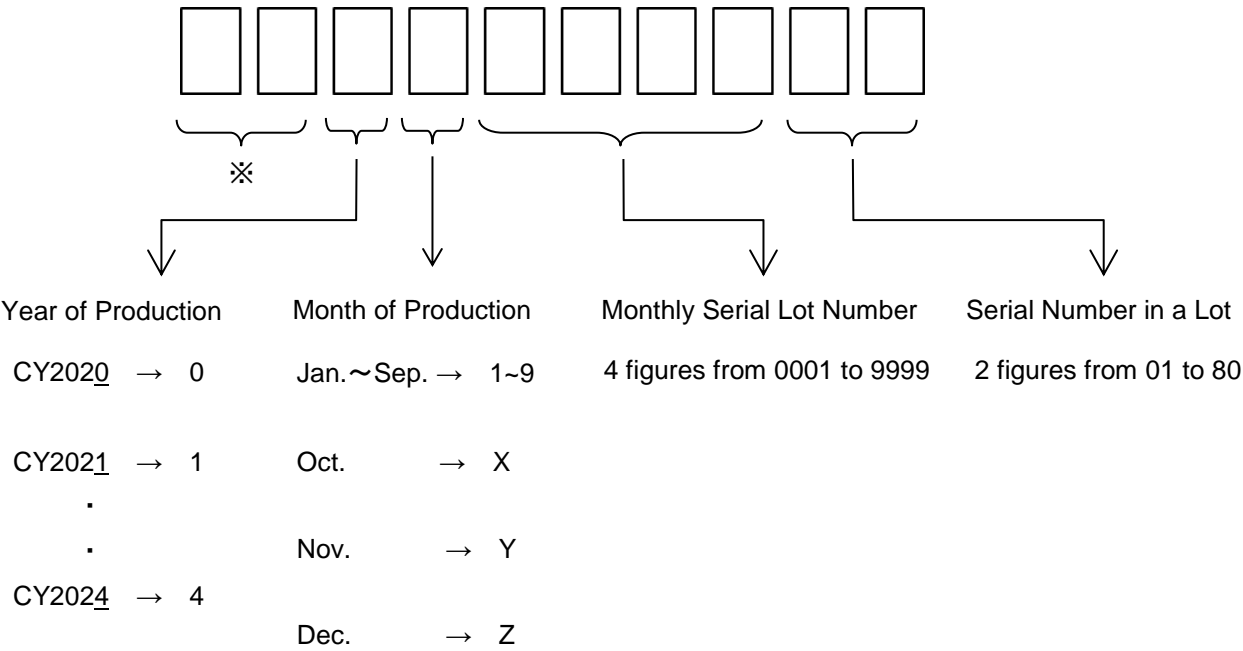 ※
Year of Production Month of Production Monthly Serial Lot Number Serial Number in a Lot
CY2020 → 0 Jan.～Sep. → 1~9 4 figures from 0001 to 9999 2 figures from 01 to 80
CY2021 → 1 Oct. → X
・
・ Nov. → Y
CY2024 → 4
Dec. → Z